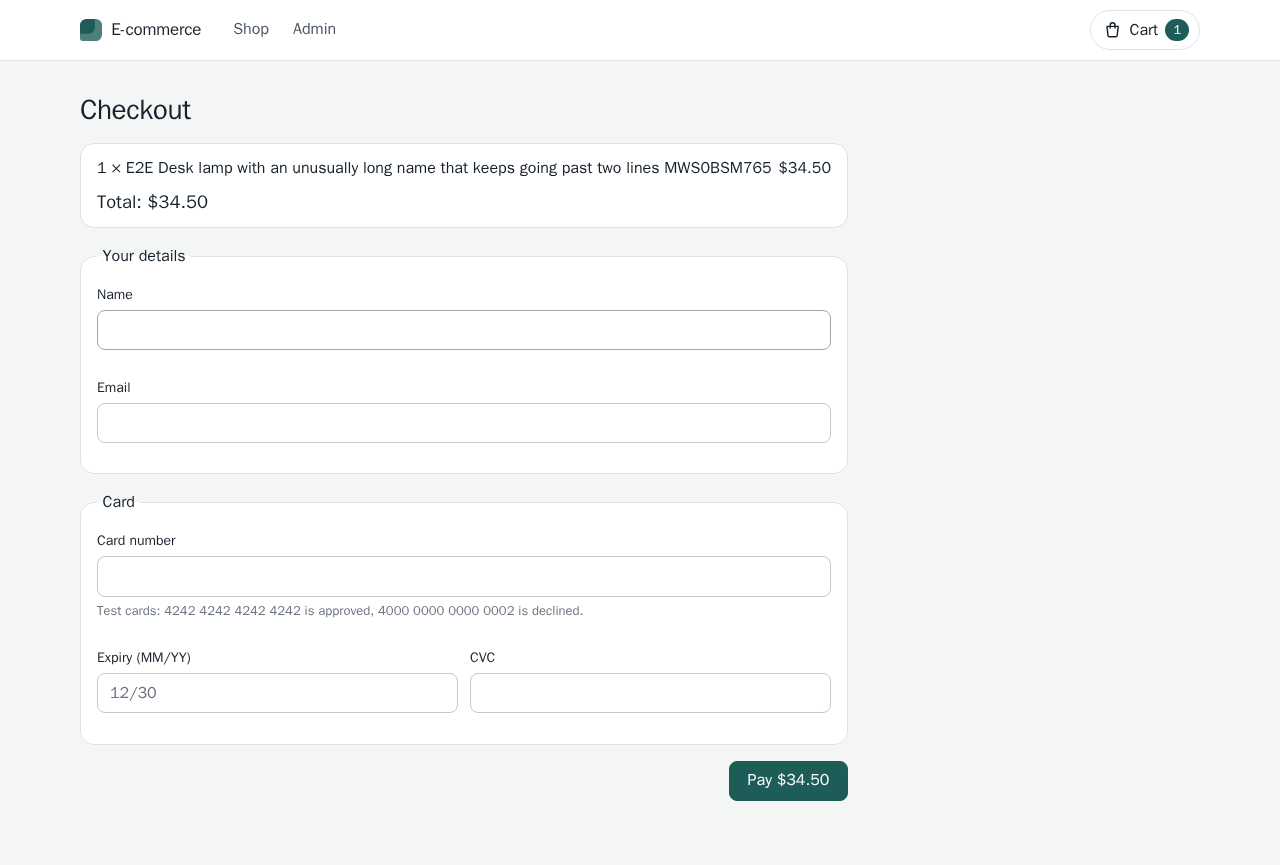 E-commerce Shop Admin Cart 1
Checkout
1 × E2E Desk lamp with an unusually long name that keeps going past two lines MWS0BSM765 $34.50
Total: $34.50
Your details
Name
Email
Card
Card number
Test cards: 4242 4242 4242 4242 is approved, 4000 0000 0000 0002 is declined.
Expiry (MM/YY) CVC
12/30
Pay $34.50